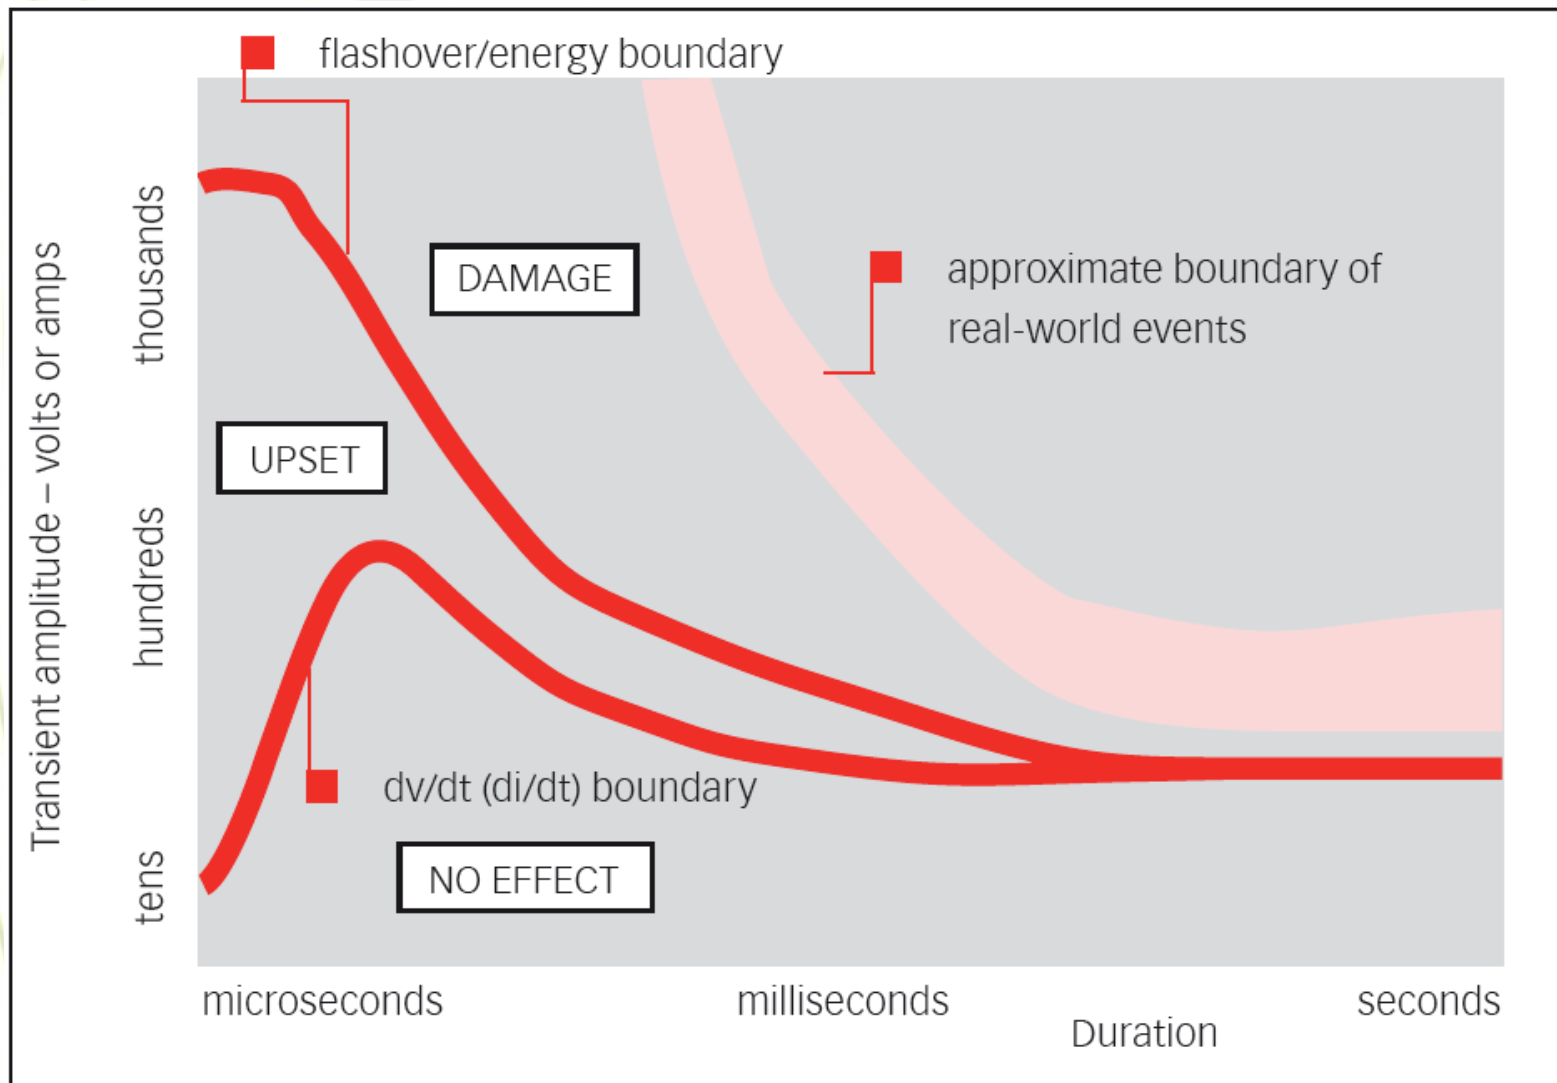 flashover/energy boundary
Transient amplitude – volts or amps
thousands
hundreds
tens
DAMAGE
approximate boundary of
real-world events
UPSET
dv/dt (di/dt) boundary
NO EFFECT
microseconds
milliseconds
seconds
Duration